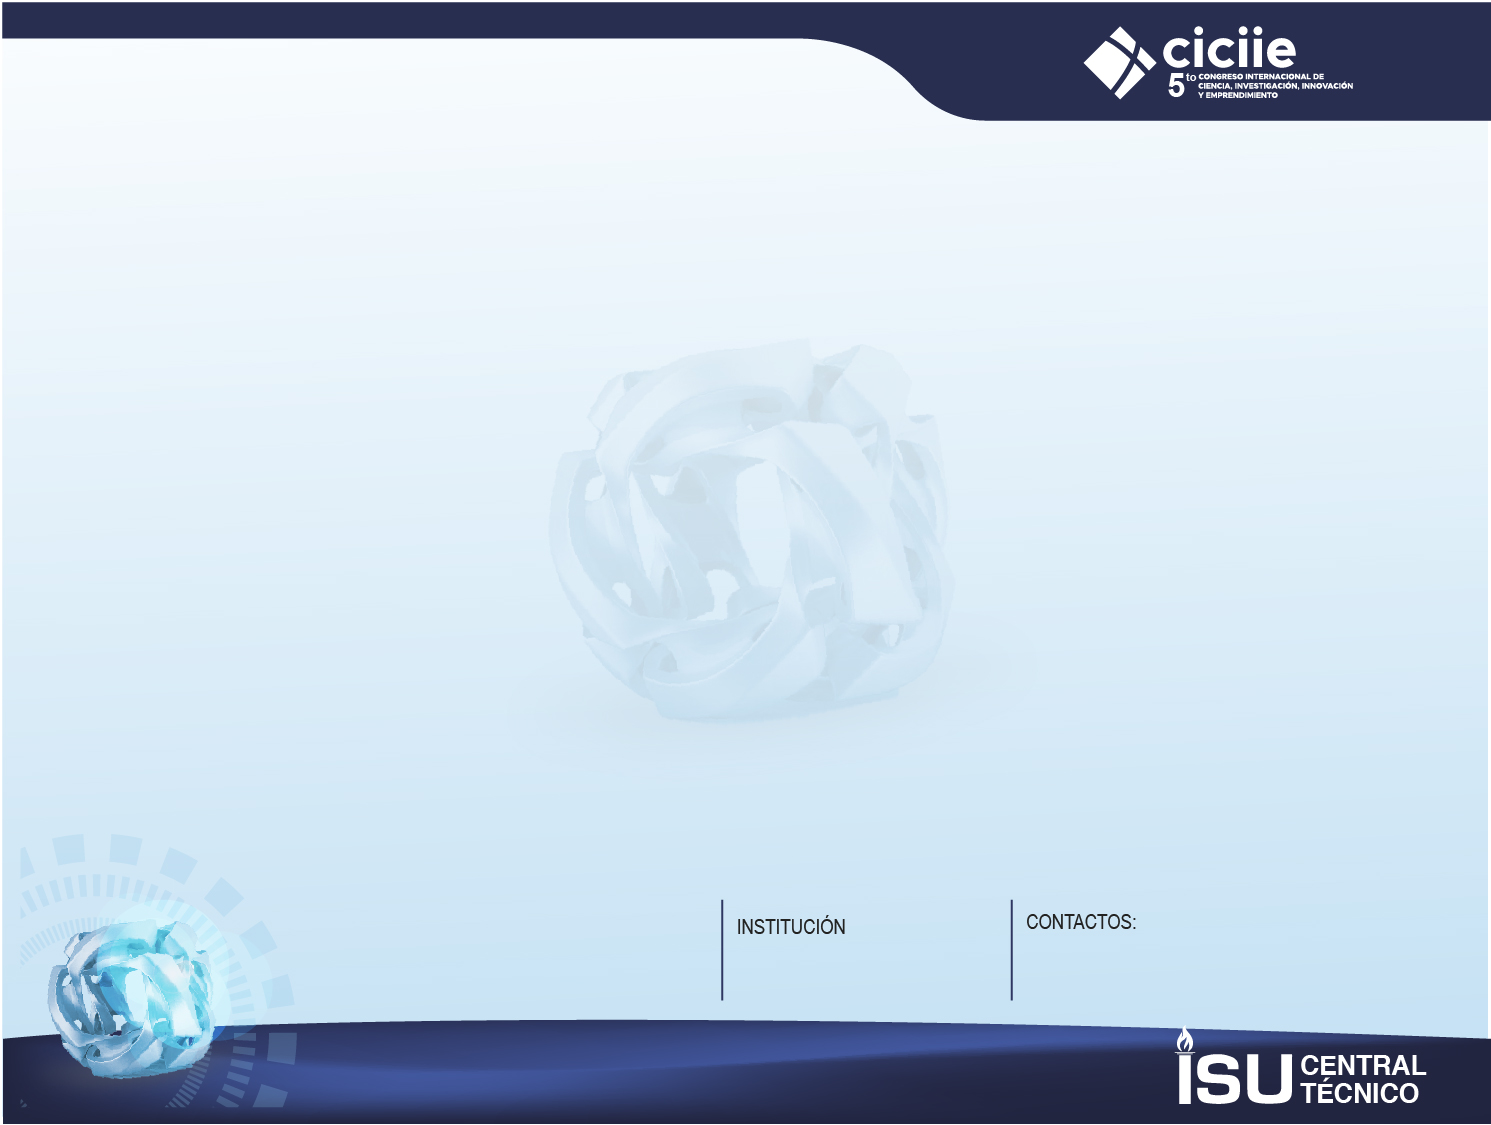 ciciie
5to CONGRESO INTERNACIONAL DE
CIENCIA, INVESTIGACIÓN, INNOVACIÓN
Y EMPRENDIMIENTO
INSTITUCIÓN
CONTACTOS:
ISU CENTRAL
TÉCNICO